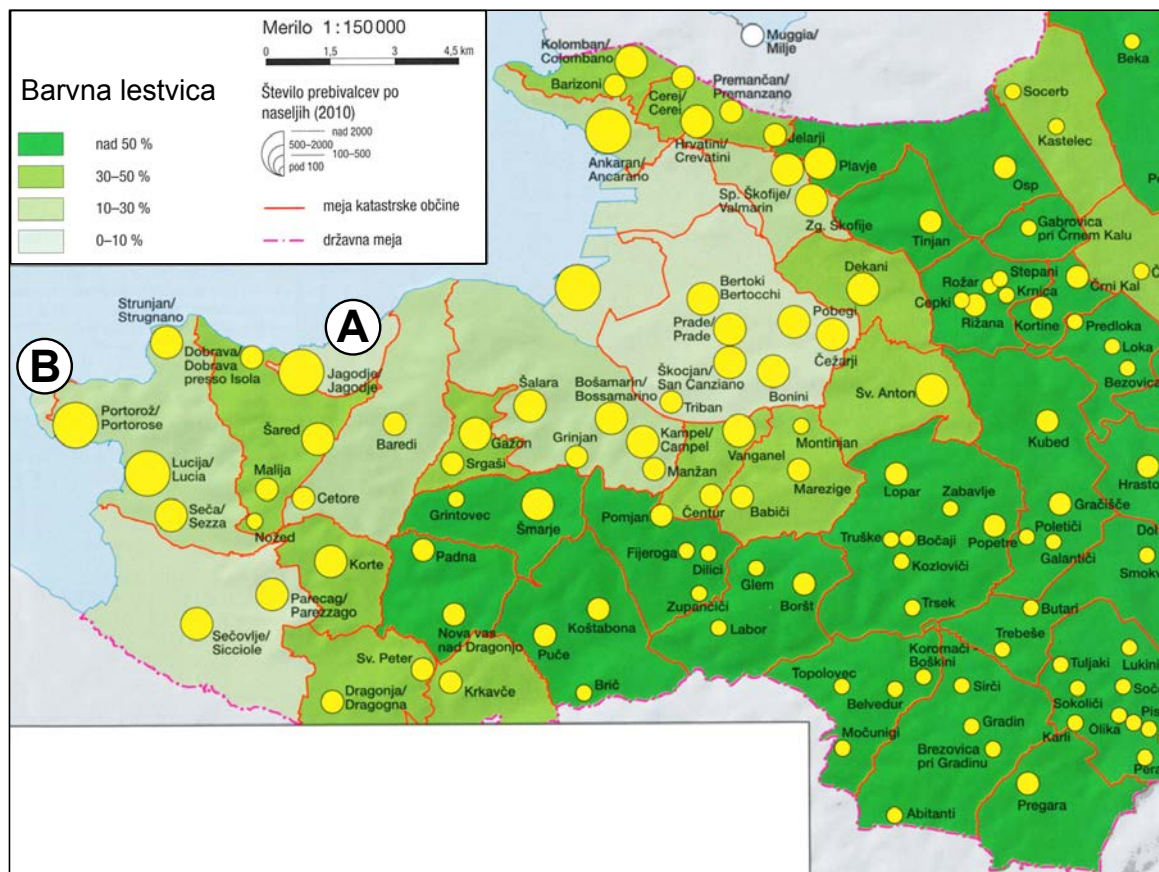 Merilo 1 : 150 000
0 1,5 3 4,5 km
Barvna lestvica
nad 50 %
30–50 %
10–30 %
0–10 %
Število prebivalcev po
naseljih (2010)
nad 2000
500–2000
100–500
pod 100
meja katastrske občine
državna meja
Muggia/
Milje
Kolomban/
Colombano
Barizoni
Cerej/
Cerei
Premančan/
Premanzano
Beka
Socerb
Kastelec
Jelarji
Hrvatini/
Crevatini
Ankaran/
Ancarano
Plavje
Sp. Škofije/
Valmarin
Zg. Škofije
Osp
Tinjan
Gabrovica
pri Črnem Kalu
Dekani
Rožar
Stepani
Krnica
Črni Kal
Cepki
Rižana
Kortine
Predloka
Loka
Bezovica
Strunjan/
Strugnano
A
B
Dobrava/
Dobrava
presso Isola
Jagodje/
Jagodje
Bertoki
Bertocchi
Prade/
Prade
Pobegi
Čežarji
Škocjan/
San Canziano
Bonini
Triban
Portorož/
Portorose
Šared
Baredi
Šalara
Bošamarin/
Bossamarino
Gazon
Grinjan
Kampel/
Campel
Manžan
Srgaši
Vanganel
Montinjan
Marezige
Sv. Anton
Kubed
Lucija/
Lucia
Malija
Cetore
Seča/
Sezza
Nožed
Grintovec
Šmarje
Pomjan
Čentur
Babiči
Lopar
Zabavlje
Gračišče
Poletiči
Galantiči
Popetre
Truške
Bočaji
Kozloviči
Korte
Padna
Fijeroga
Dilici
Glem
Boršt
Zupančiči
Labor
Trsek
Butari
Trebeše
Parecag/
Parezzago
Sečovlje/
Sicciole
Nova vas
nad Dragonjo
Koštabona
Puče
Sv. Peter
Krkavče
Brič
Dragonja/
Dragogna
Topolovec
Koromači -
Boškini
Belvedur
Sirči
Tuljaki
Sokoliči
Karli
Olika
Gradin
Močunigi
Brezovica
pri Gradinu
Pregara
Abitanti